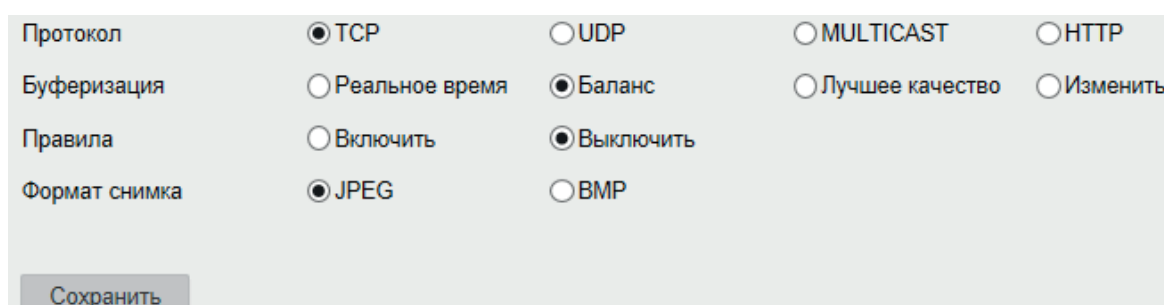 Протокол TCP UDP MULTICAST HTTP
Буферизация Реальное время Баланс Лучшее качество Изменить
Правила Включить Выключить
Формат снимка JPEG BMP
Сохранить